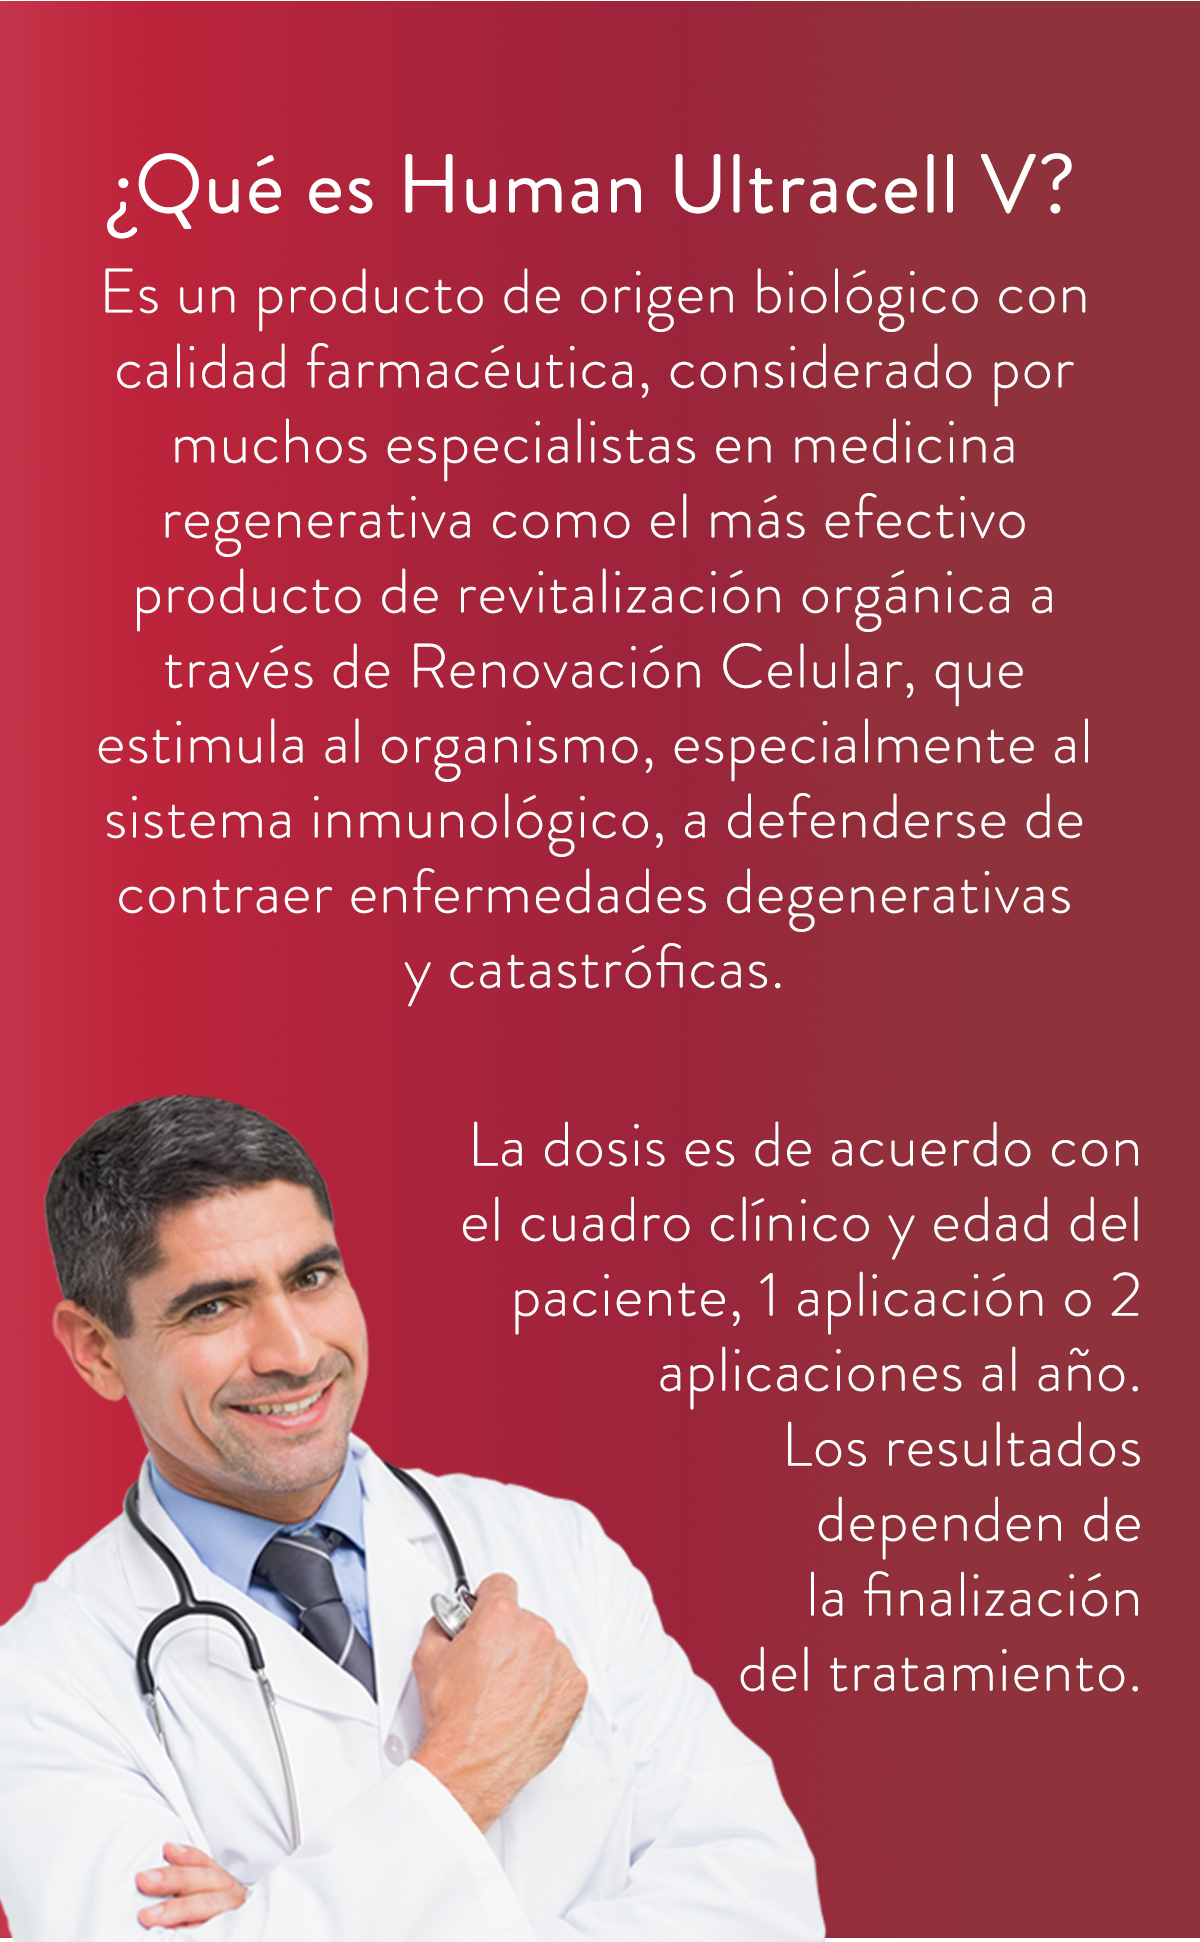 ¿Qué es Human Ultracell V?
Es un producto de origen biológico con
calidad farmacéutica, considerado por
muchos especialistas en medicina
regenerativa como el más efectivo
producto de revitalización orgánica a
través de Renovación Celular, que
estimula al organismo, especialmente al
sistema inmunológico, a defenderse de
contraer enfermedades degenerativas
y catastróficas.
La dosis es de acuerdo con
el cuadro clínico y edad del
paciente, 1 aplicación o 2
aplicaciones al año.
Los resultados
dependen de
la finalización
del tratamiento.